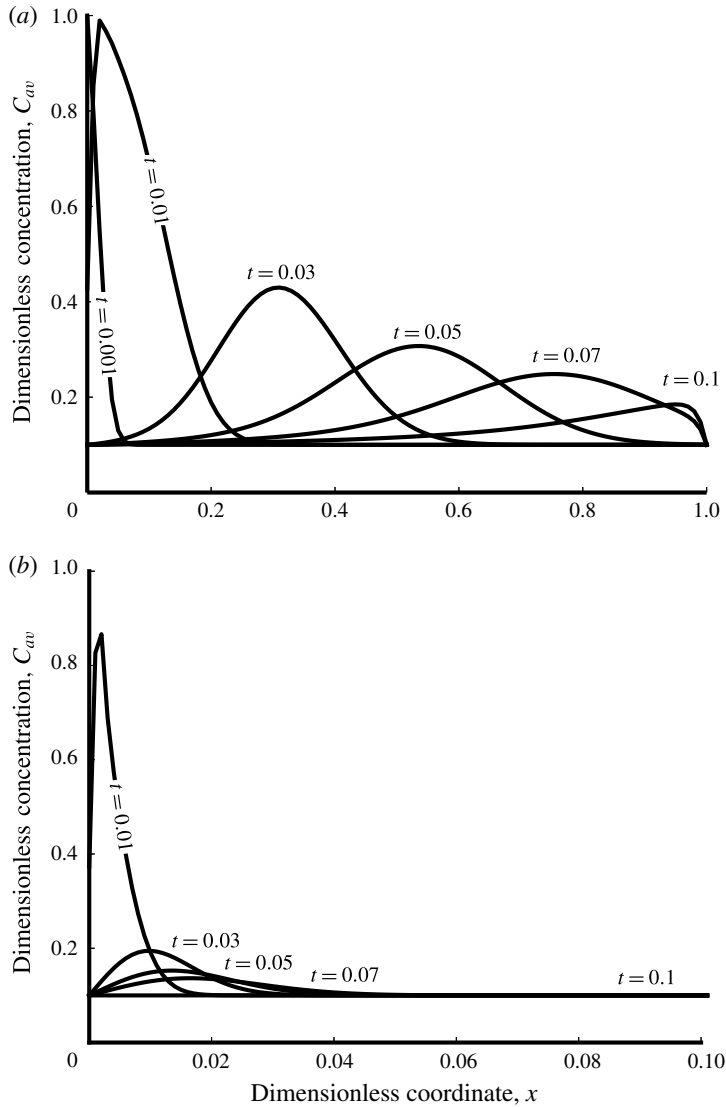 (a)
1.0
0.8
0.6
0.4
0.2
0
Dimensionless concentration, C_av
t = 0.001
t = 0.01
t = 0.03
t = 0.05
t = 0.07
t = 0.1
0.2 0.4 0.6 0.8 1.0
(b)
1.0
0.8
0.6
0.4
0.2
0
Dimensionless concentration, C_av
t = 0.01
t = 0.03
t = 0.05
t = 0.07
t = 0.1
0.02 0.04 0.06 0.08 0.10
Dimensionless coordinate, x